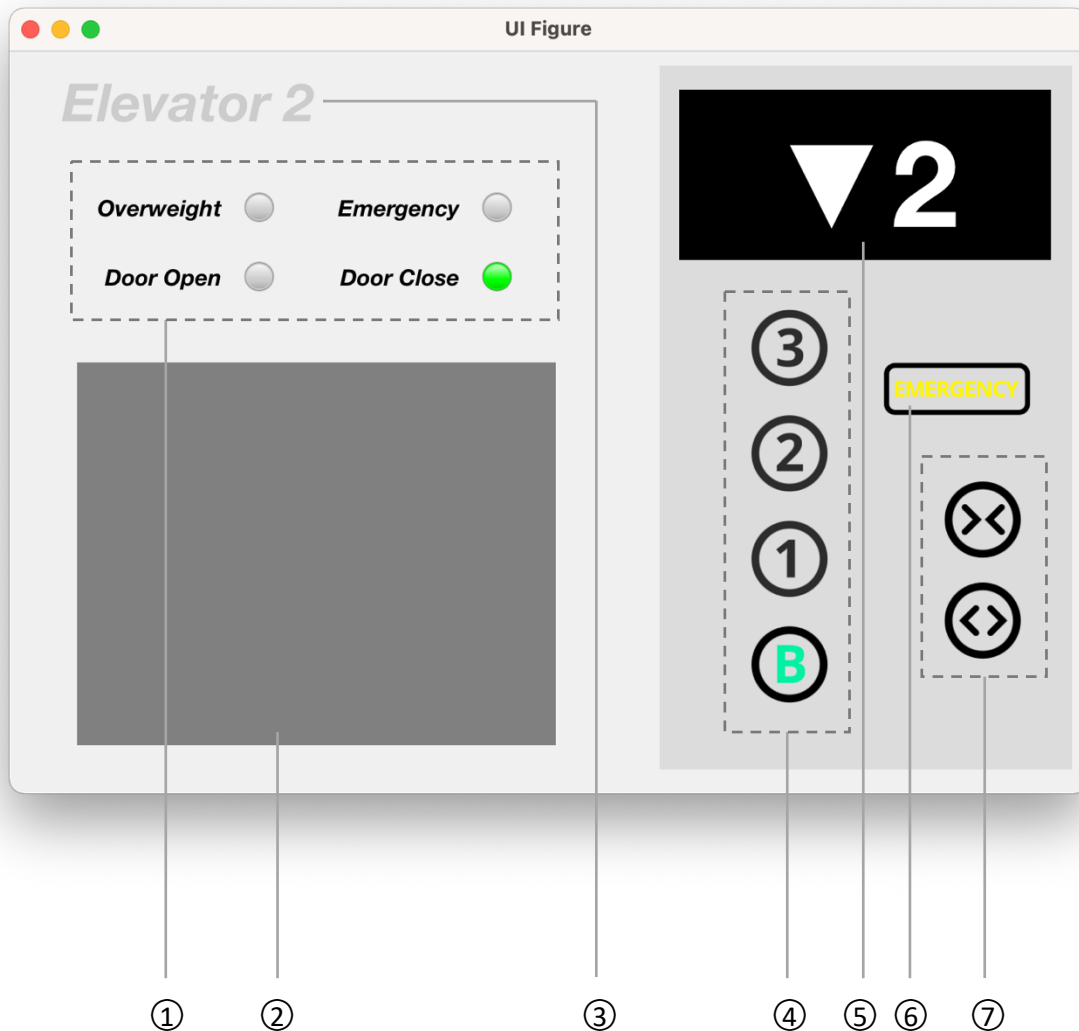 UI Figure
Elevator 2
Overweight
Emergency
Door Open
Door Close
▼2
3
2
1
B
EMERGENCY
><
<>
① ② ③ ④ ⑤ ⑥ ⑦